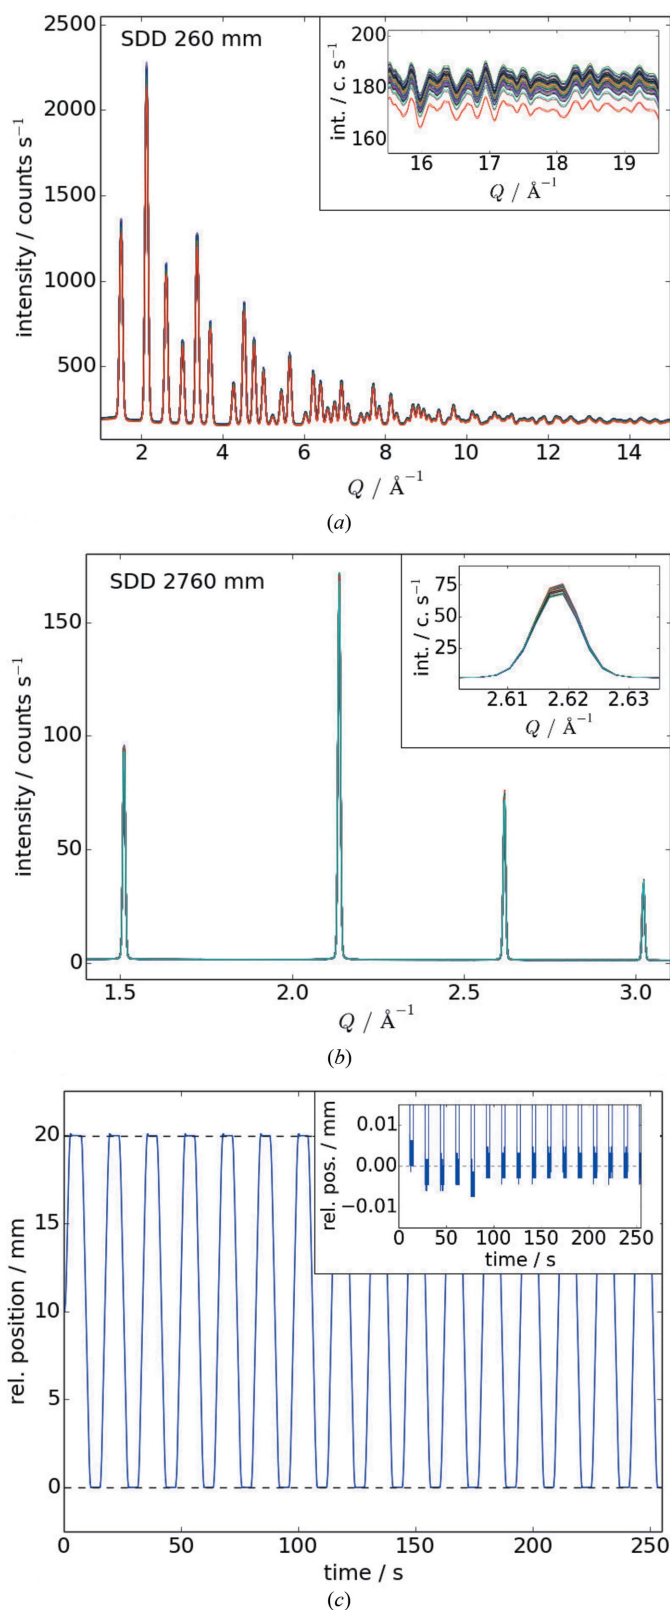 SDD 260 mm
intensity / counts s⁻¹
2500
2000
1500
1000
500
2 4 6 8 10 12 14
Q / Å⁻¹
int. / c. s⁻¹
200
180
160
16 17 18 19
Q / Å⁻¹
(a)
SDD 2760 mm
intensity / counts s⁻¹
150
100
50
0
1.5 2.0 2.5 3.0
Q / Å⁻¹
int. / c. s⁻¹
75
50
25
2.61 2.62 2.63
Q / Å⁻¹
(b)
rel. position / mm
20
15
10
5
0
0 50 100 150 200 250
time / s
rel. pos. / mm
0.01
0.00
−0.01
0 50 100 150 200 250
time / s
(c)